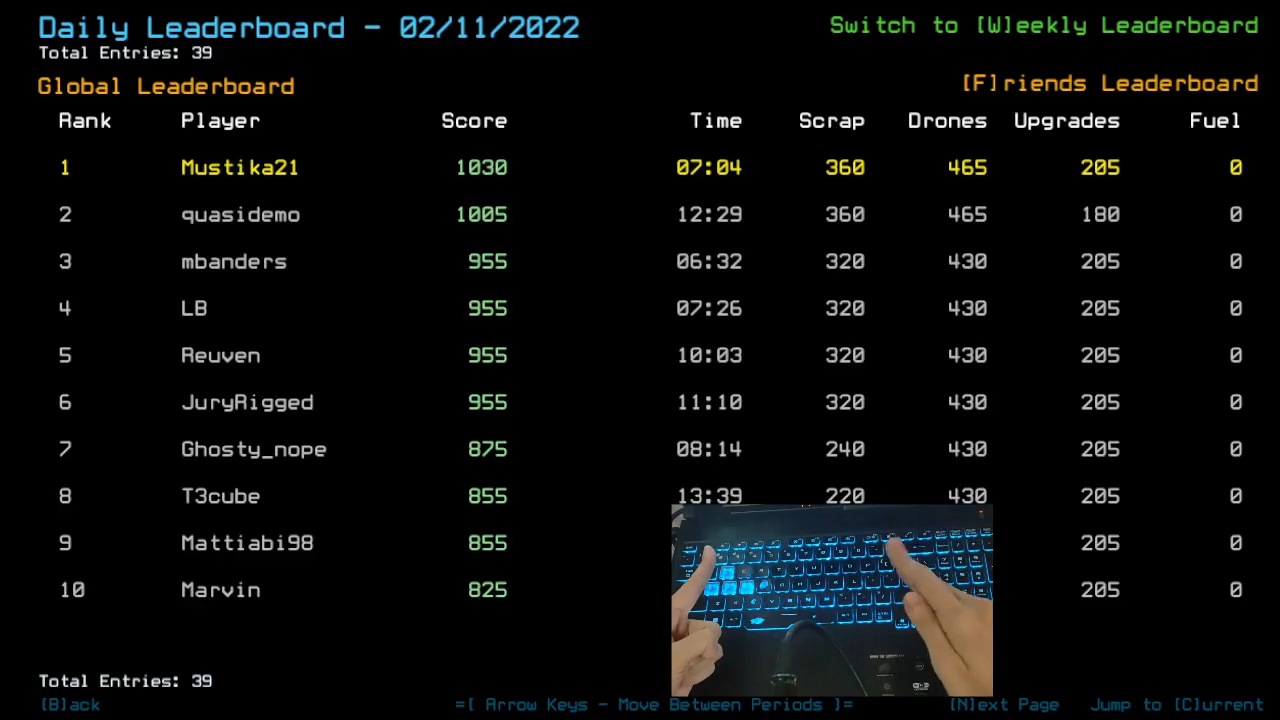 Daily Leaderboard - 02/11/2022 Switch to [W]eekly Leaderboard
Total Entries: 39
Global Leaderboard [F]riends Leaderboard
Rank Player Score Time Scrap Drones Upgrades Fuel
1 Mustika21 1030 07:04 360 465 205 0
2 quasidemo 1005 12:29 360 465 180 0
3 mbanders 955 06:32 320 430 205 0
4 LB 955 07:26 320 430 205 0
5 Reuven 955 10:03 320 430 205 0
6 JuryRigged 955 11:10 320 430 205 0
7 Ghosty_nope 875 08:14 240 430 205 0
8 T3cube 855 13:39 220 430 205 0
9 Mattiabi98 855 205 0
10 Marvin 825 205 0
Total Entries: 39
[B]ack =[ Arrow Keys - Move Between Periods ]= [N]ext Page Jump to [C]urrent